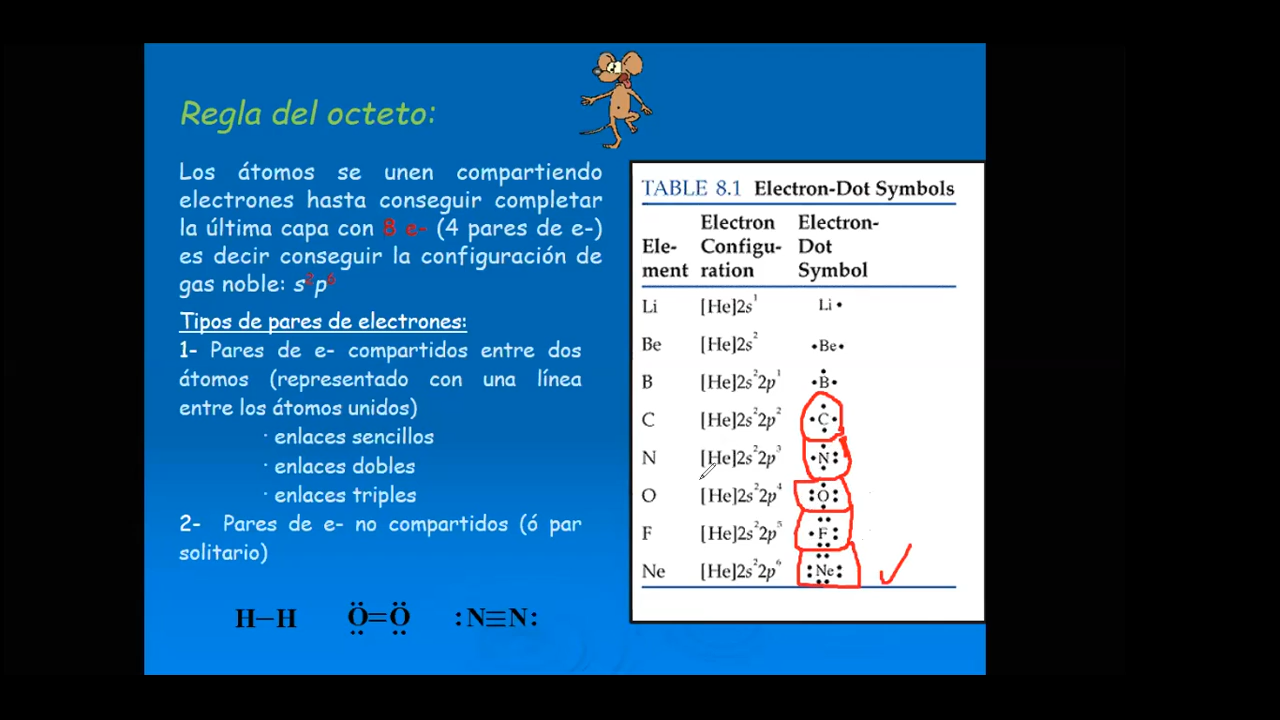 Regla del octeto:
Los átomos se unen compartiendo
electrones hasta conseguir completar
la última capa con 8 e- (4 pares de e-)
es decir conseguir la configuración de
gas noble: s²p⁶
Tipos de pares de electrones:
1- Pares de e- compartidos entre dos
átomos (representado con una línea
entre los átomos unidos)
· enlaces sencillos
· enlaces dobles
· enlaces triples
2- Pares de e- no compartidos (ó par
solitario)
H–H Ö=Ö :N≡N:
TABLE 8.1 Electron-Dot Symbols
Ele-ment Electron Configu-ration Electron-Dot Symbol
Li [He]2s¹ Li •
Be [He]2s² •Be•
B [He]2s²2p¹ •B•
C [He]2s²2p² •C•
N [He]2s²2p³ •N:
O [He]2s²2p⁴ :O:
F [He]2s²2p⁵ •F:
Ne [He]2s²2p⁶ :Ne: